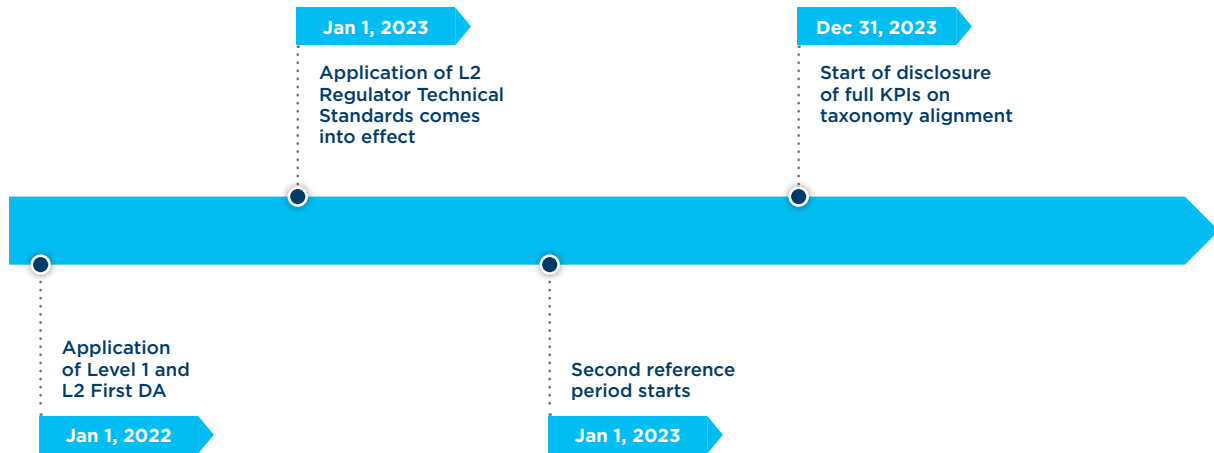 Jan 1, 2023
Application of L2
Regulator Technical
Standards comes
into effect
Dec 31, 2023
Start of disclosure
of full KPIs on
taxonomy alignment
Application
of Level 1 and
L2 First DA
Jan 1, 2022
Second reference
period starts
Jan 1, 2023